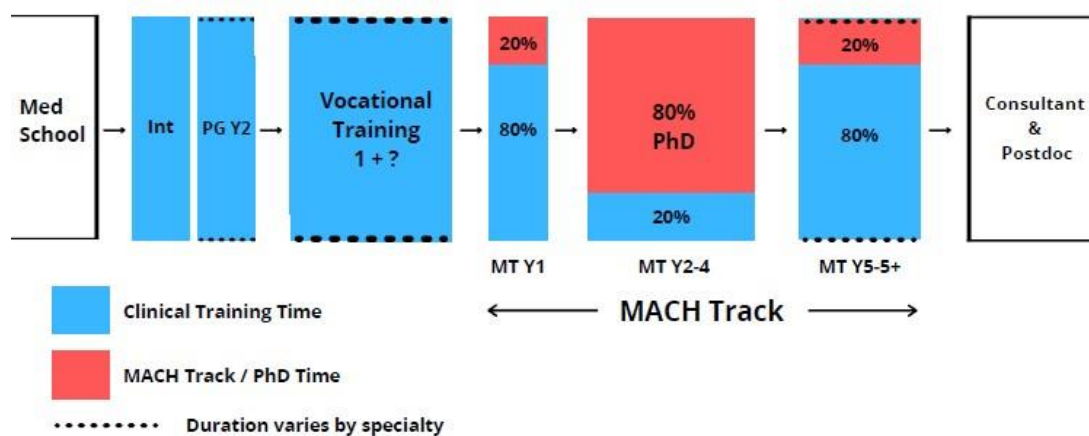 Med
School
Int
PG Y2
Vocational
Training
1 + ?
20%
80%
80%
PhD
20%
20%
80%
Consultant
&
Postdoc
MT Y1
MT Y2-4
MT Y5-5+
MACH Track
Clinical Training Time
MACH Track / PhD Time
Duration varies by specialty